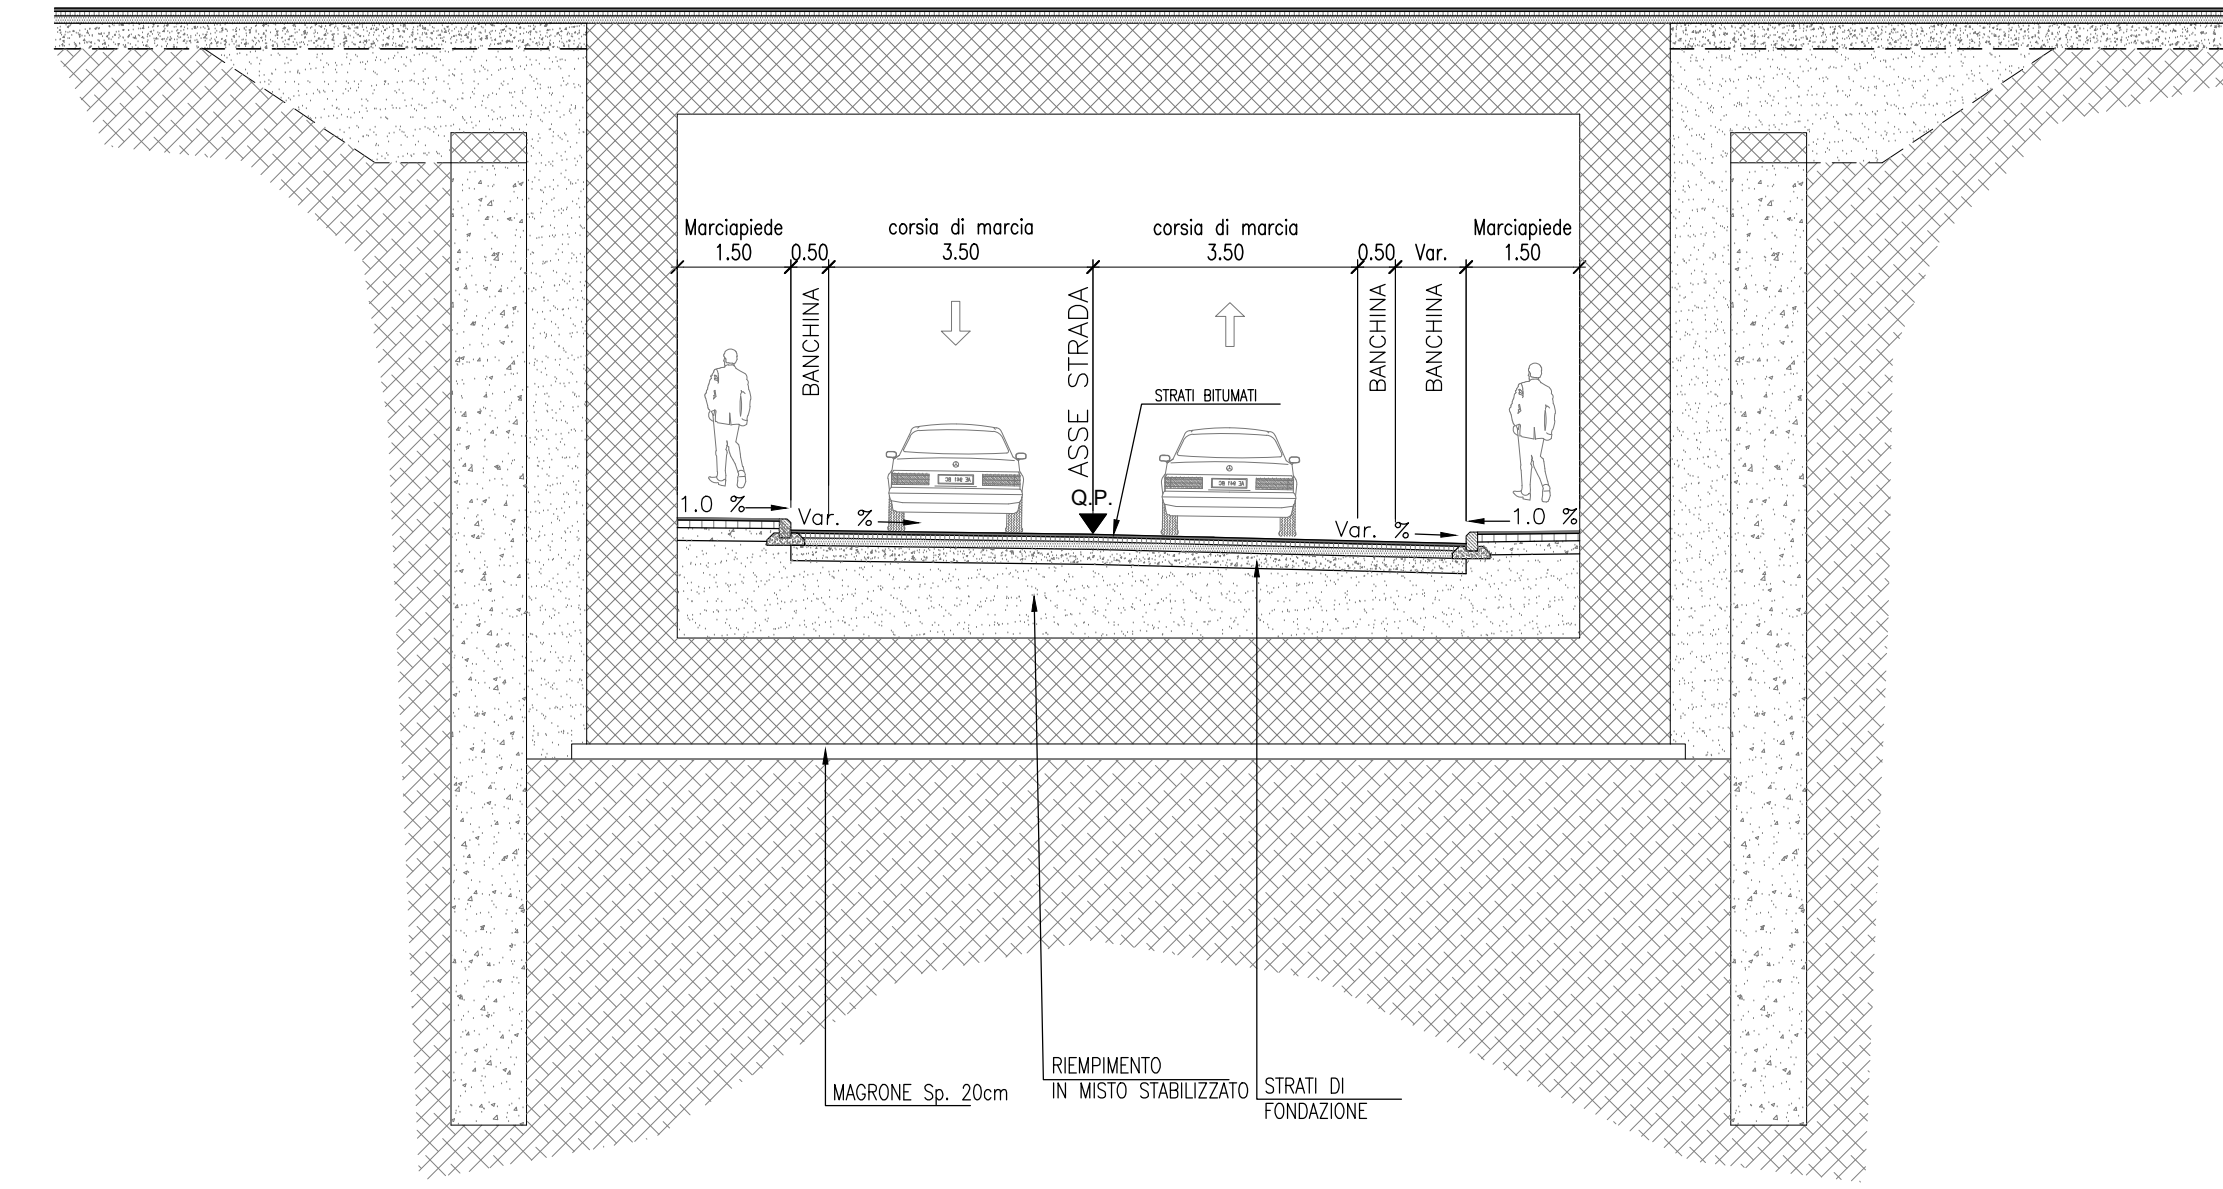 Marciapiede corsia di marcia corsia di marcia Marciapiede
1.50 0.50 3.50 3.50 0.50 Var. 1.50
BANCHINA
ASSE STRADA
BANCHINA
BANCHINA
STRATI BITUMATI
Q.P.
1.0 %
Var. %
Var. %
1.0 %
RIEMPIMENTO
IN MISTO STABILIZZATO
MAGRONE Sp. 20cm
STRATI DI
FONDAZIONE